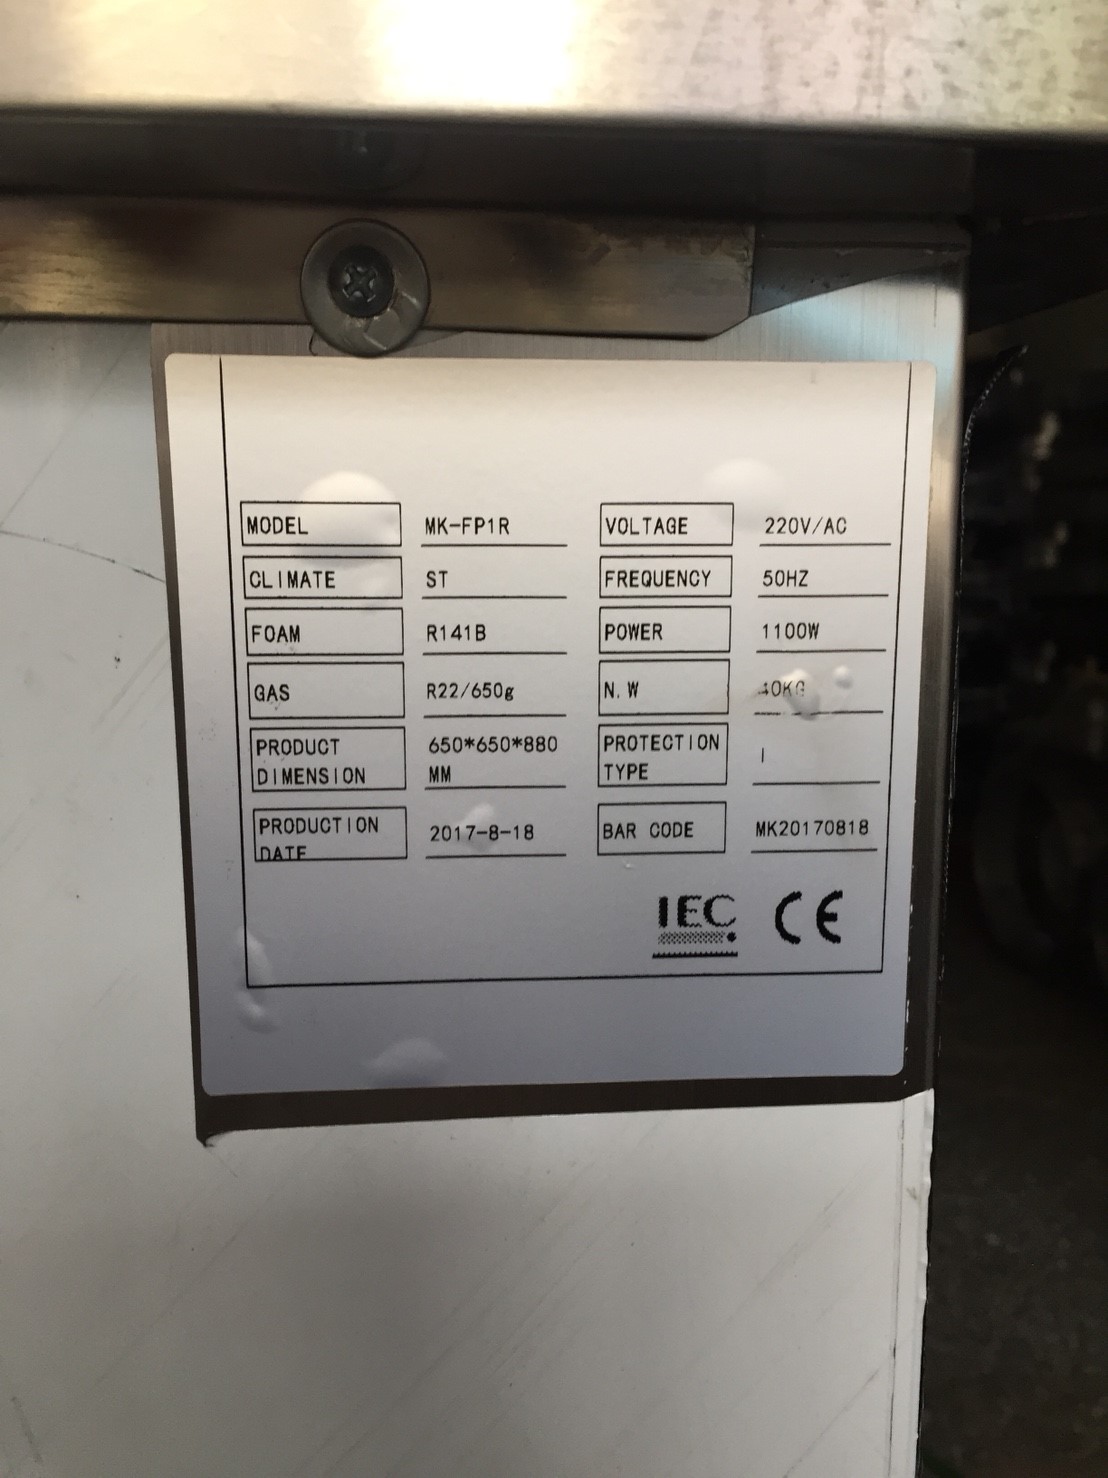 MODEL MK-FP1R VOLTAGE 220V/AC
CLIMATE ST FREQUENCY 50HZ
FOAM R141B POWER 1100W
GAS R22/650g N.W 40KG
PRODUCT DIMENSION 650*650*880 MM PROTECTION TYPE I
PRODUCTION DATE 2017-8-18 BAR CODE MK20170818
IEC CE